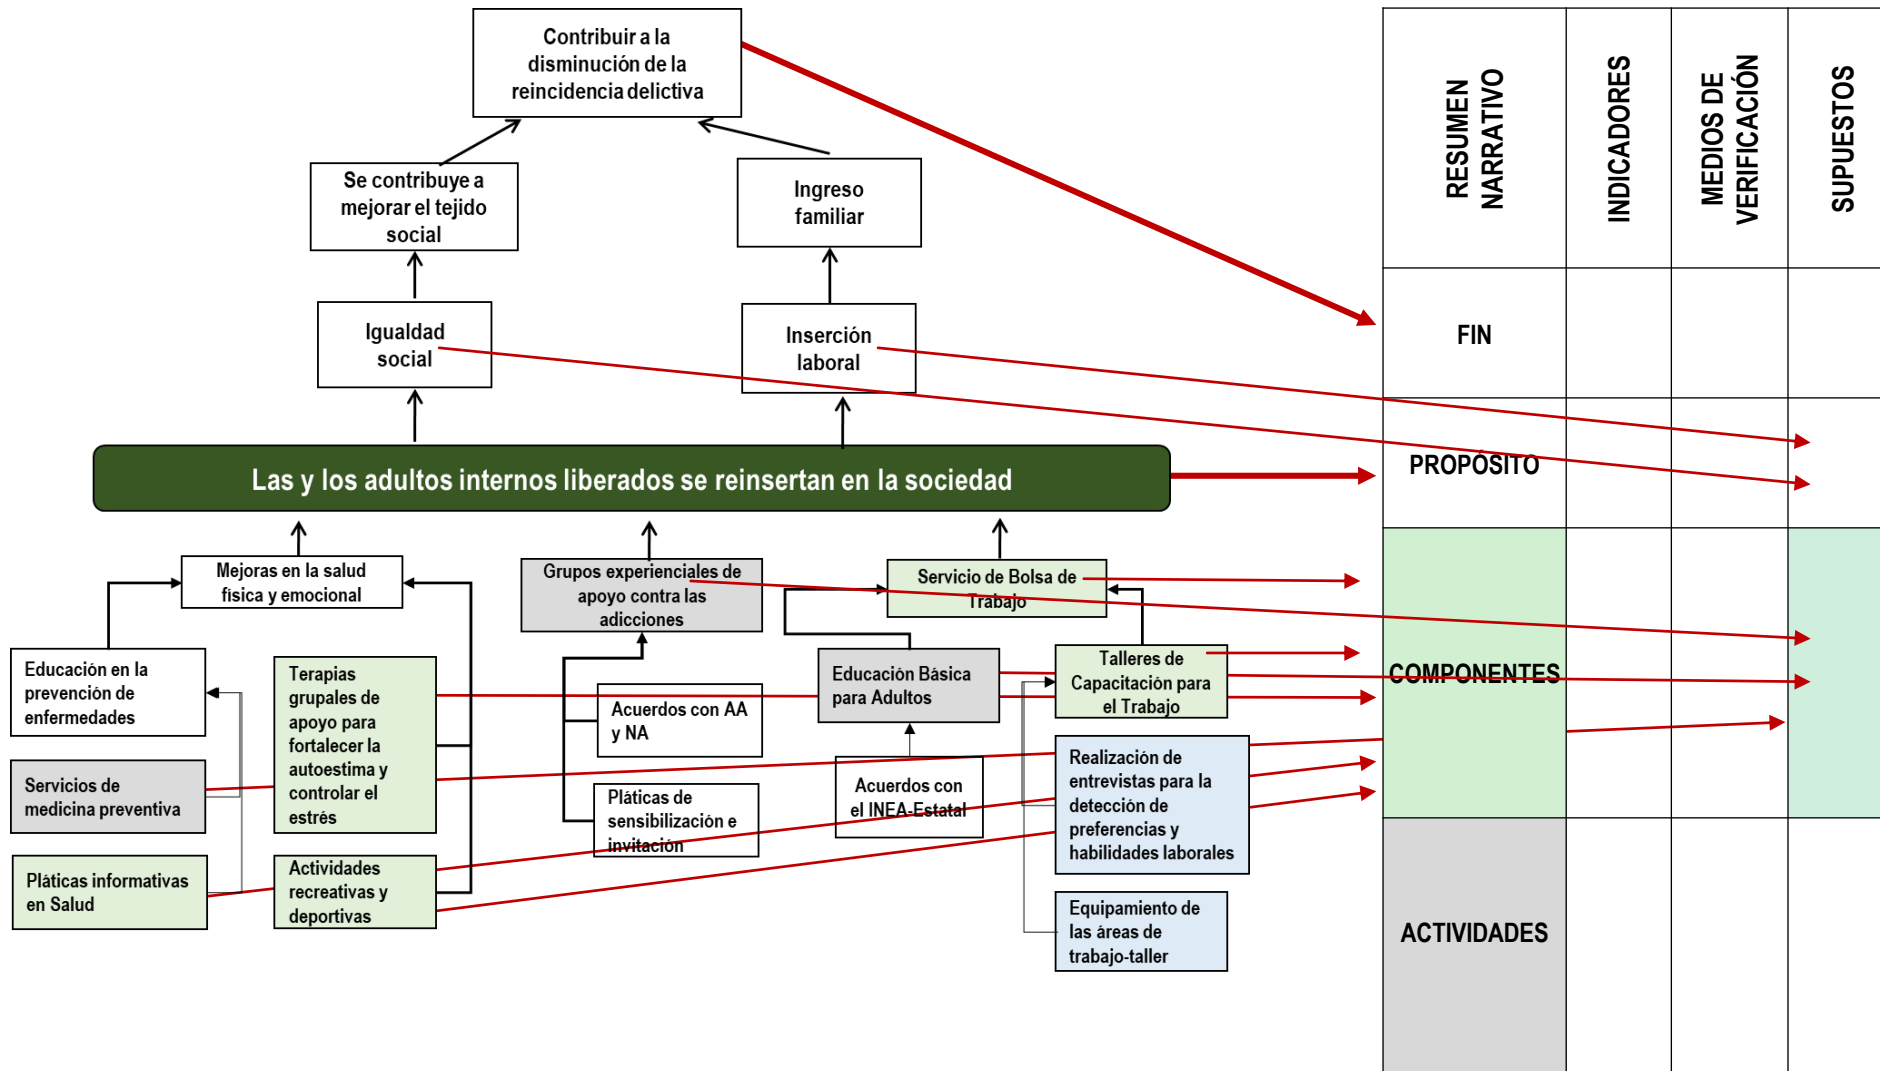 Contribuir a la
disminución de la
reincidencia delictiva
Se contribuye a
mejorar el tejido
social
Ingreso
familiar
Igualdad
social
Inserción
laboral
Las y los adultos internos liberados se reinsertan en la sociedad
Mejoras en la salud
física y emocional
Grupos experienciales de
apoyo contra las
adicciones
Servicio de Bolsa de
Trabajo
Educación en la
prevención de
enfermedades
Terapias
grupales de
apoyo para
fortalecer la
autoestima y
controlar el
estrés
Acuerdos con AA
y NA
Educación Básica
para Adultos
Talleres de
Capacitación para
el Trabajo
Servicios de
medicina preventiva
Pláticas de
sensibilización e
invitación
Acuerdos con
el INEA-Estatal
Realización de
entrevistas para la
detección de
preferencias y
habilidades laborales
Pláticas informativas
en Salud
Actividades
recreativas y
deportivas
Equipamiento de
las áreas de
trabajo-taller
RESUMEN
NARRATIVO
INDICADORES
MEDIOS DE
VERIFICACIÓN
SUPUESTOS
FIN
PROPÓSITO
COMPONENTES
ACTIVIDADES